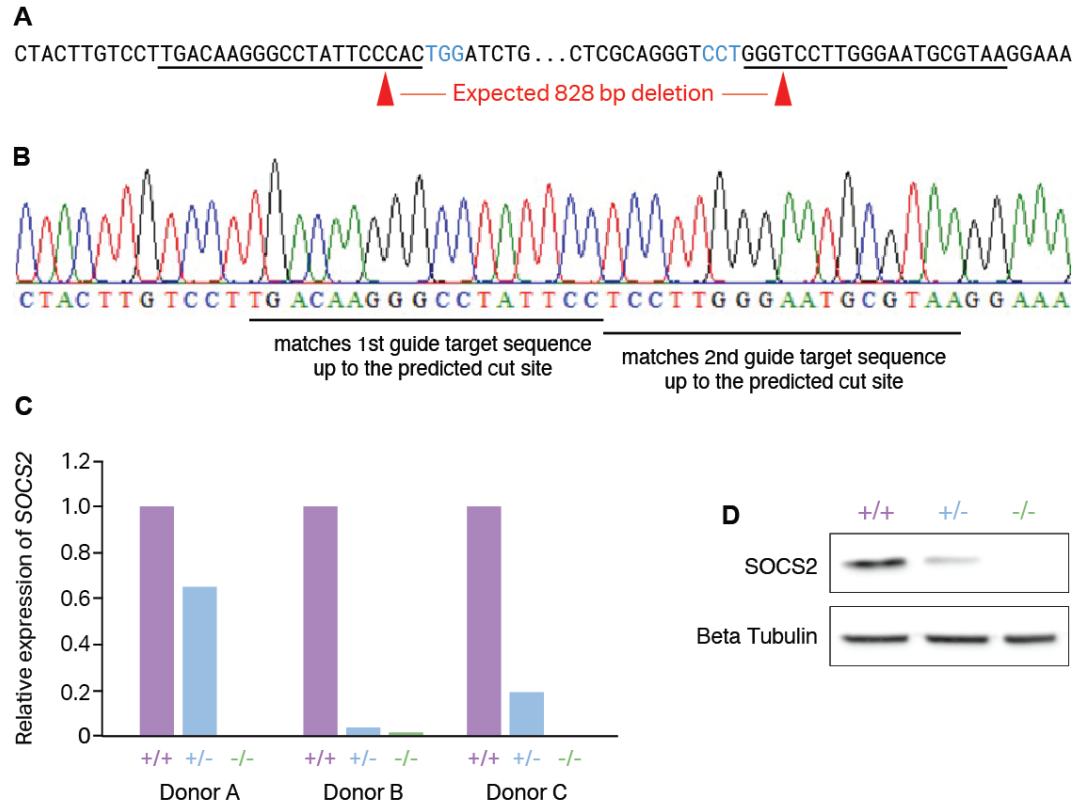 A
CTACTTGTCCTTGACAAGGGCCTATTCCCACTGGATCTG...CTCGCAGGGTCCTGGGTCCTTGGGAATGCGTAAGGAAA
Expected 828 bp deletion
B
CTACTTGTCCTTGACAAGGGCCTATTCCTCCTTGGGAATGCGTAAGGAAA
matches 1st guide target sequence
up to the predicted cut site
matches 2nd guide target sequence
up to the predicted cut site
C
Relative expression of SOCS2
1.2
1.0
0.8
0.6
0.4
0.2
0
+/+ +/- -/- +/+ +/- -/- +/+ +/- -/-
Donor A Donor B Donor C
D
+/+ +/- -/-
SOCS2
Beta Tubulin